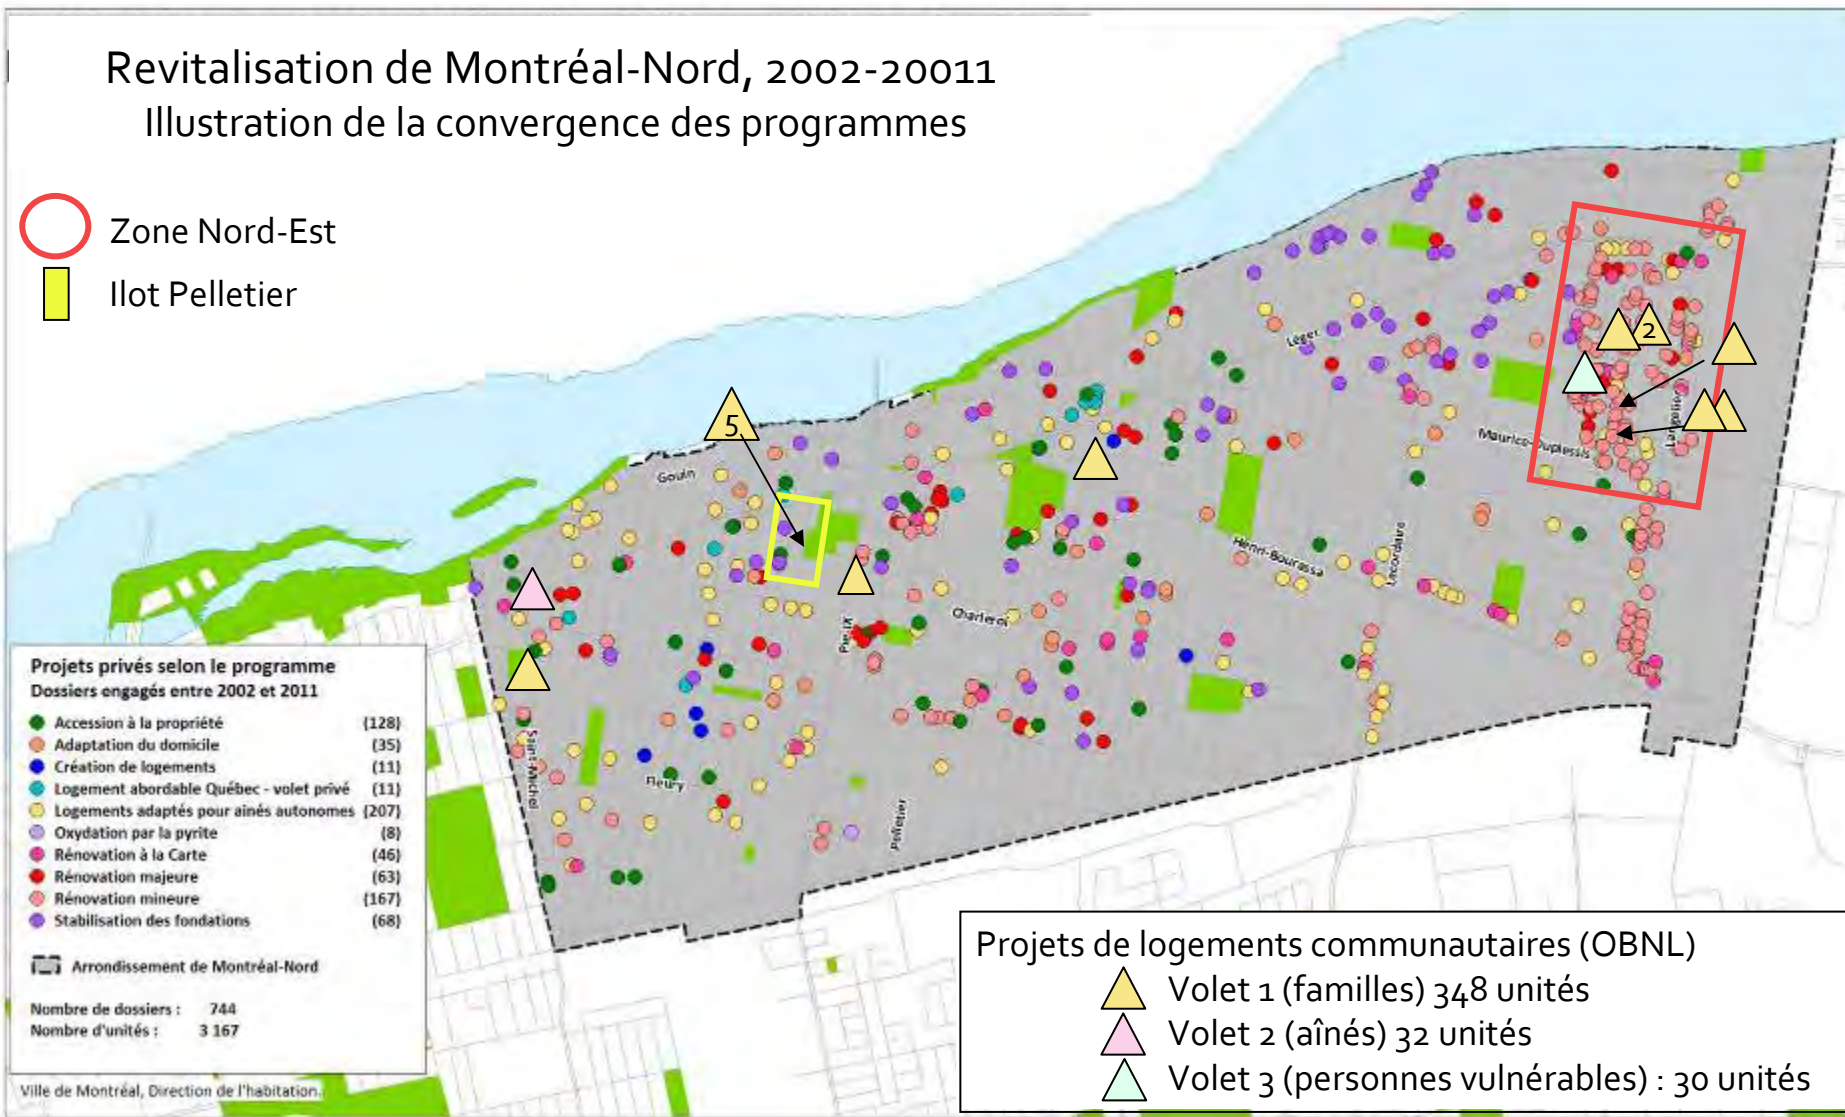 Revitalisation de Montréal-Nord, 2002-20011
Illustration de la convergence des programmes
Zone Nord-Est
Ilot Pelletier
Léger
2
5
Maurice-Duplessis
Gouin
Henri-Bourassa
Lacordaire
Charleroi
Pie IX
Saint-Michel
Fleury
Pelletier
Projets privés selon le programme
Dossiers engagés entre 2002 et 2011
Accession à la propriété (128)
Adaptation du domicile (35)
Création de logements (11)
Logement abordable Québec - volet privé (11)
Logements adaptés pour aînés autonomes (207)
Oxydation par la pyrite (8)
Rénovation à la Carte (46)
Rénovation majeure (63)
Rénovation mineure (167)
Stabilisation des fondations (68)
Arrondissement de Montréal-Nord
Nombre de dossiers : 744
Nombre d'unités : 3 167
Ville de Montréal, Direction de l'habitation.
Projets de logements communautaires (OBNL)
Volet 1 (familles) 348 unités
Volet 2 (aînés) 32 unités
Volet 3 (personnes vulnérables) : 30 unités